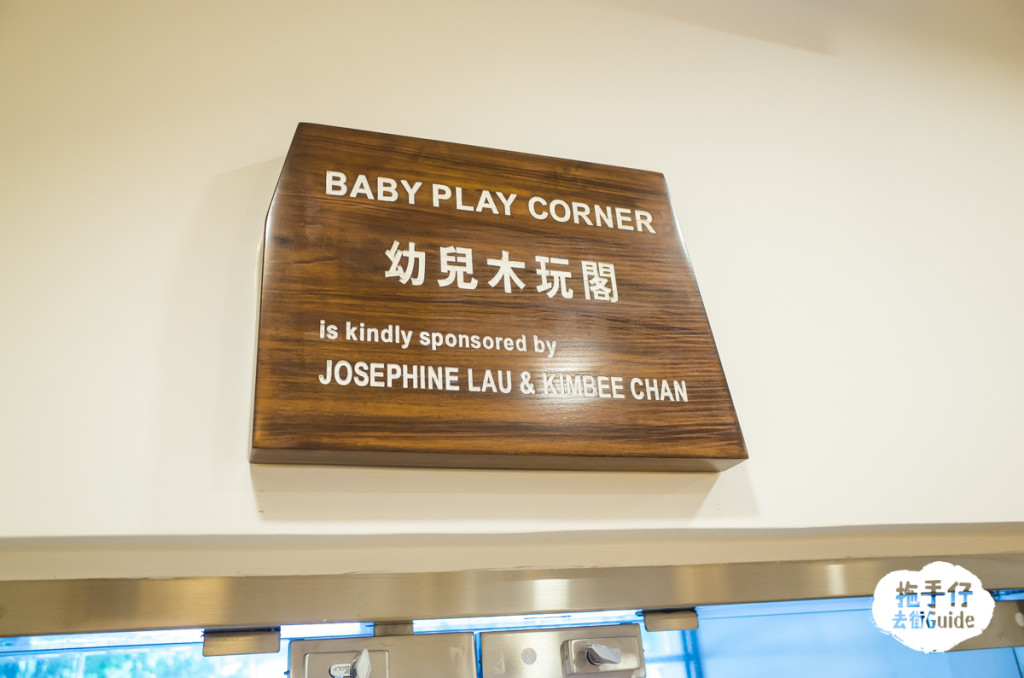 BABY PLAY CORNER
幼兒木玩閣
is kindly sponsored by
JOSEPHINE LAU & KIMBEE CHAN
拖手仔
去街Guide